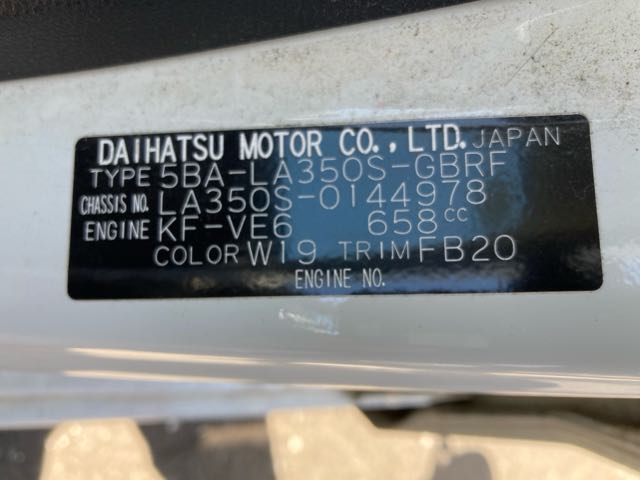 DAIHATSU MOTOR CO., LTD. JAPAN
TYPE 5BA-LA350S-GBRF
CHASSIS NO. LA350S-0144978
ENGINE KF-VE6 658cc
COLOR W19 TRIM FB20
ENGINE NO.